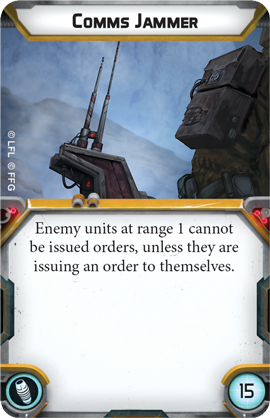 COMMS JAMMER
© LFL © FFG
Enemy units at range 1 cannot
be issued orders, unless they are
issuing an order to themselves.
15